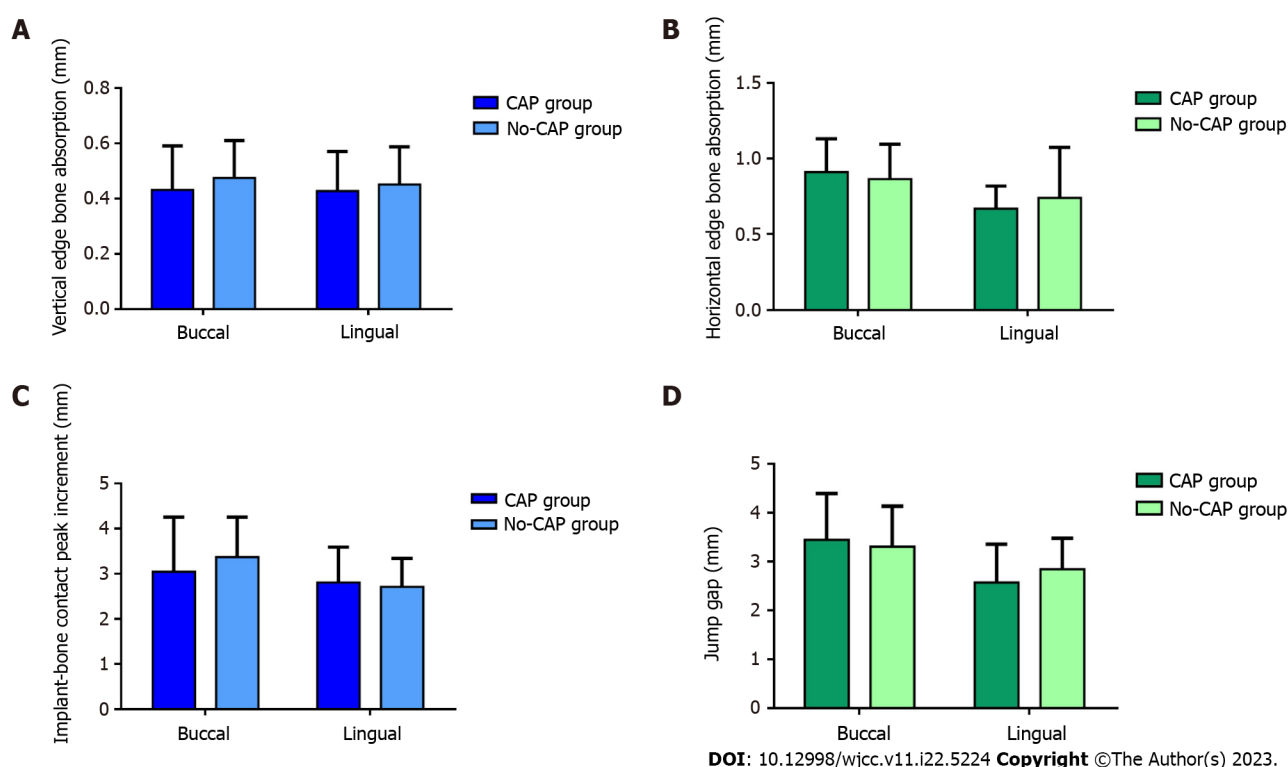 A
Vertical edge bone absorption (mm)
0.8
0.6
0.4
0.2
0.0
Buccal
Lingual
CAP group
No-CAP group
B
Horizontal edge bone absorption (mm)
1.5
1.0
0.5
0.0
Buccal
Lingual
CAP group
No-CAP group
C
Implant-bone contact peak increment (mm)
5
4
3
2
1
0
Buccal
Lingual
CAP group
No-CAP group
D
Jump gap (mm)
5
4
3
2
1
0
Buccal
Lingual
CAP group
No-CAP group
DOI: 10.12998/wjcc.v11.i22.5224 Copyright ©The Author(s) 2023.